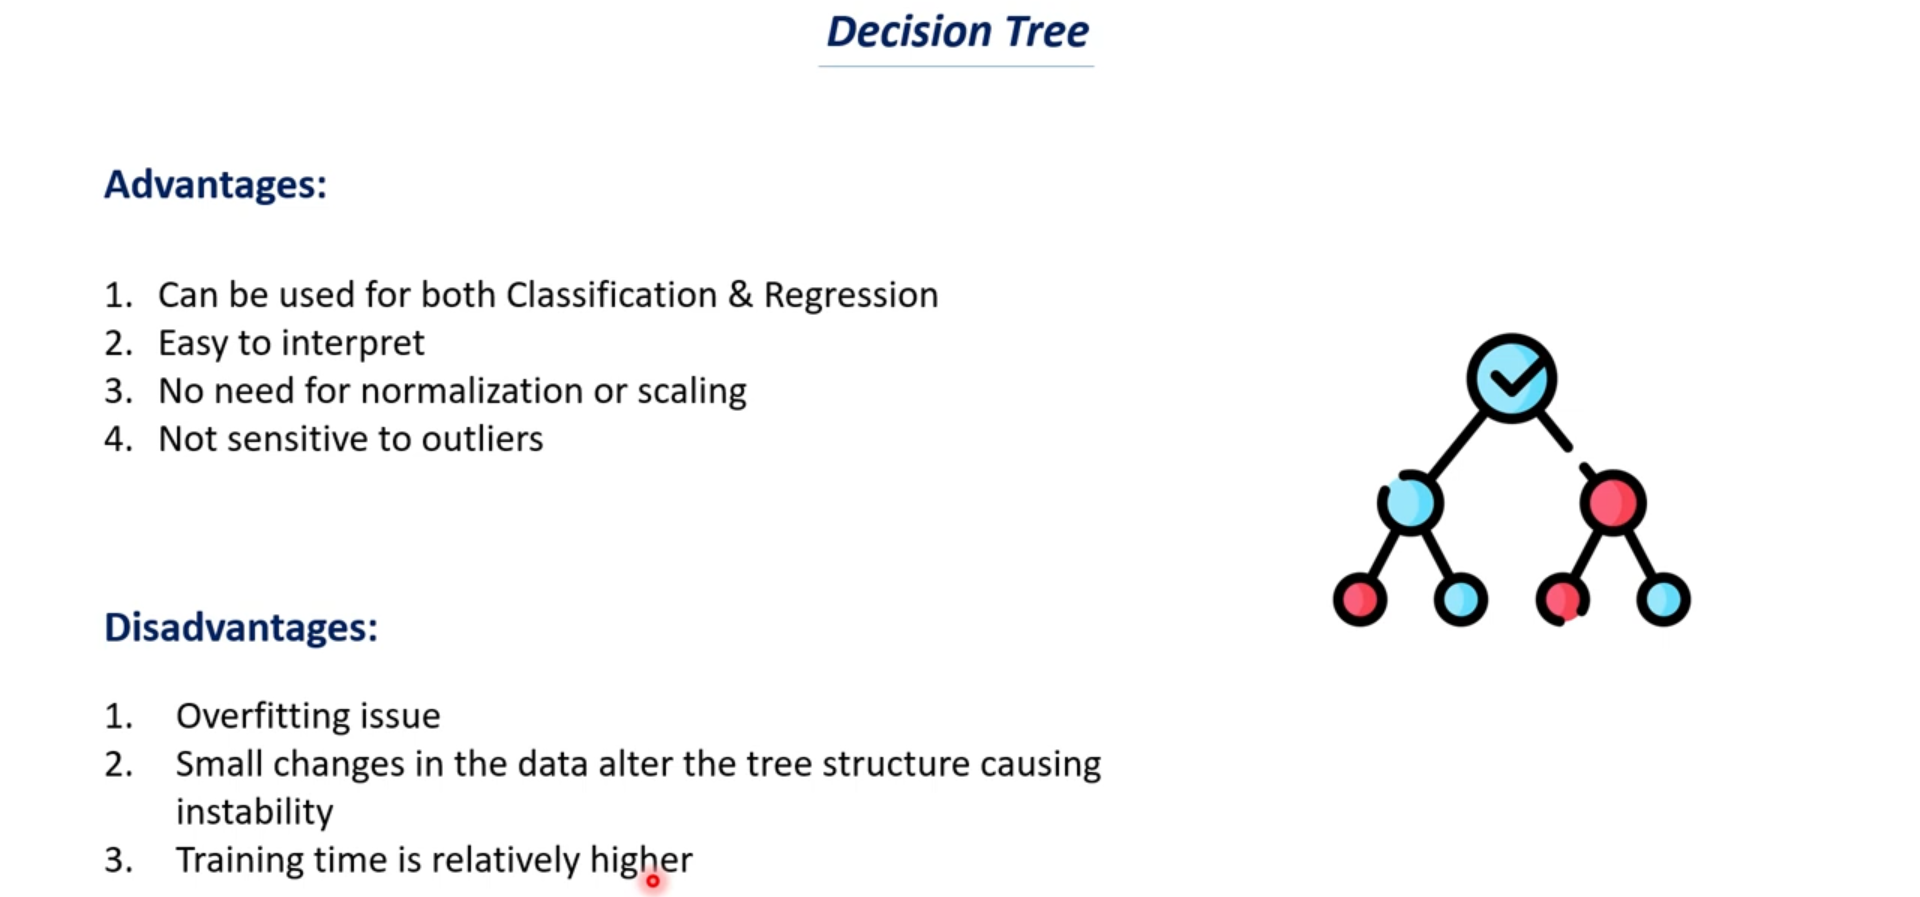 Decision Tree
Advantages:
1. Can be used for both Classification & Regression
2. Easy to interpret
3. No need for normalization or scaling
4. Not sensitive to outliers
Disadvantages:
1. Overfitting issue
2. Small changes in the data alter the tree structure causing
instability
3. Training time is relatively higher